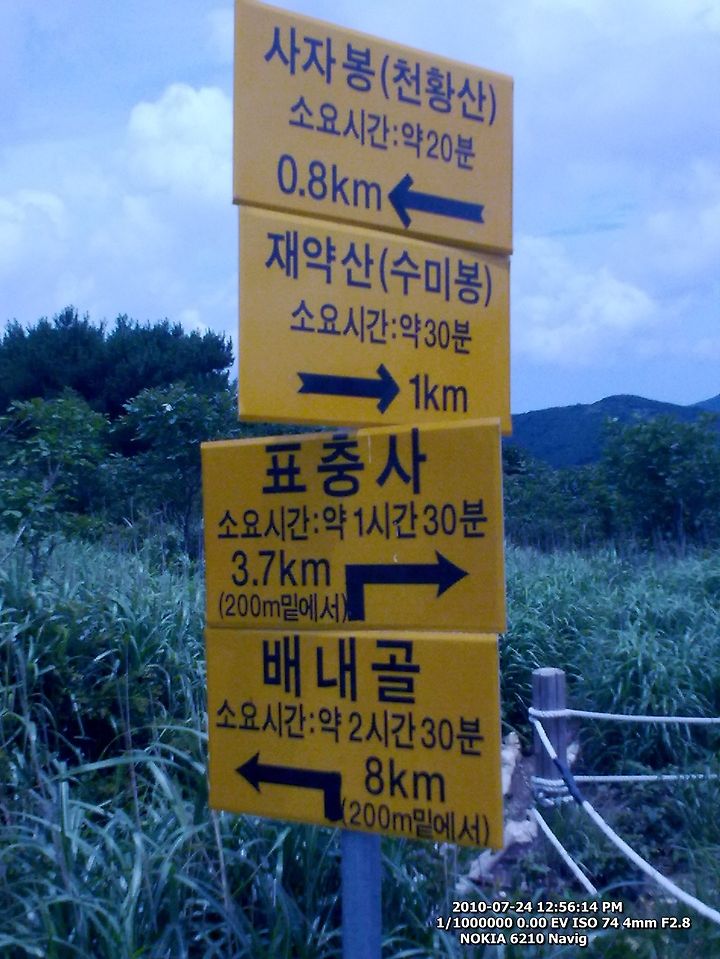 사자봉(천황산)
소요시간:약20분
0.8km
재약산(수미봉)
소요시간:약30분
1km
표충사
소요시간:약1시간30분
3.7km
(200m밑에서)
배내골
소요시간:약2시간30분
8km
(200m밑에서)
2010-07-24 12:56:14 PM
1/1000000 0.00 EV ISO 74 4mm F2.8
NOKIA 6210 Navig